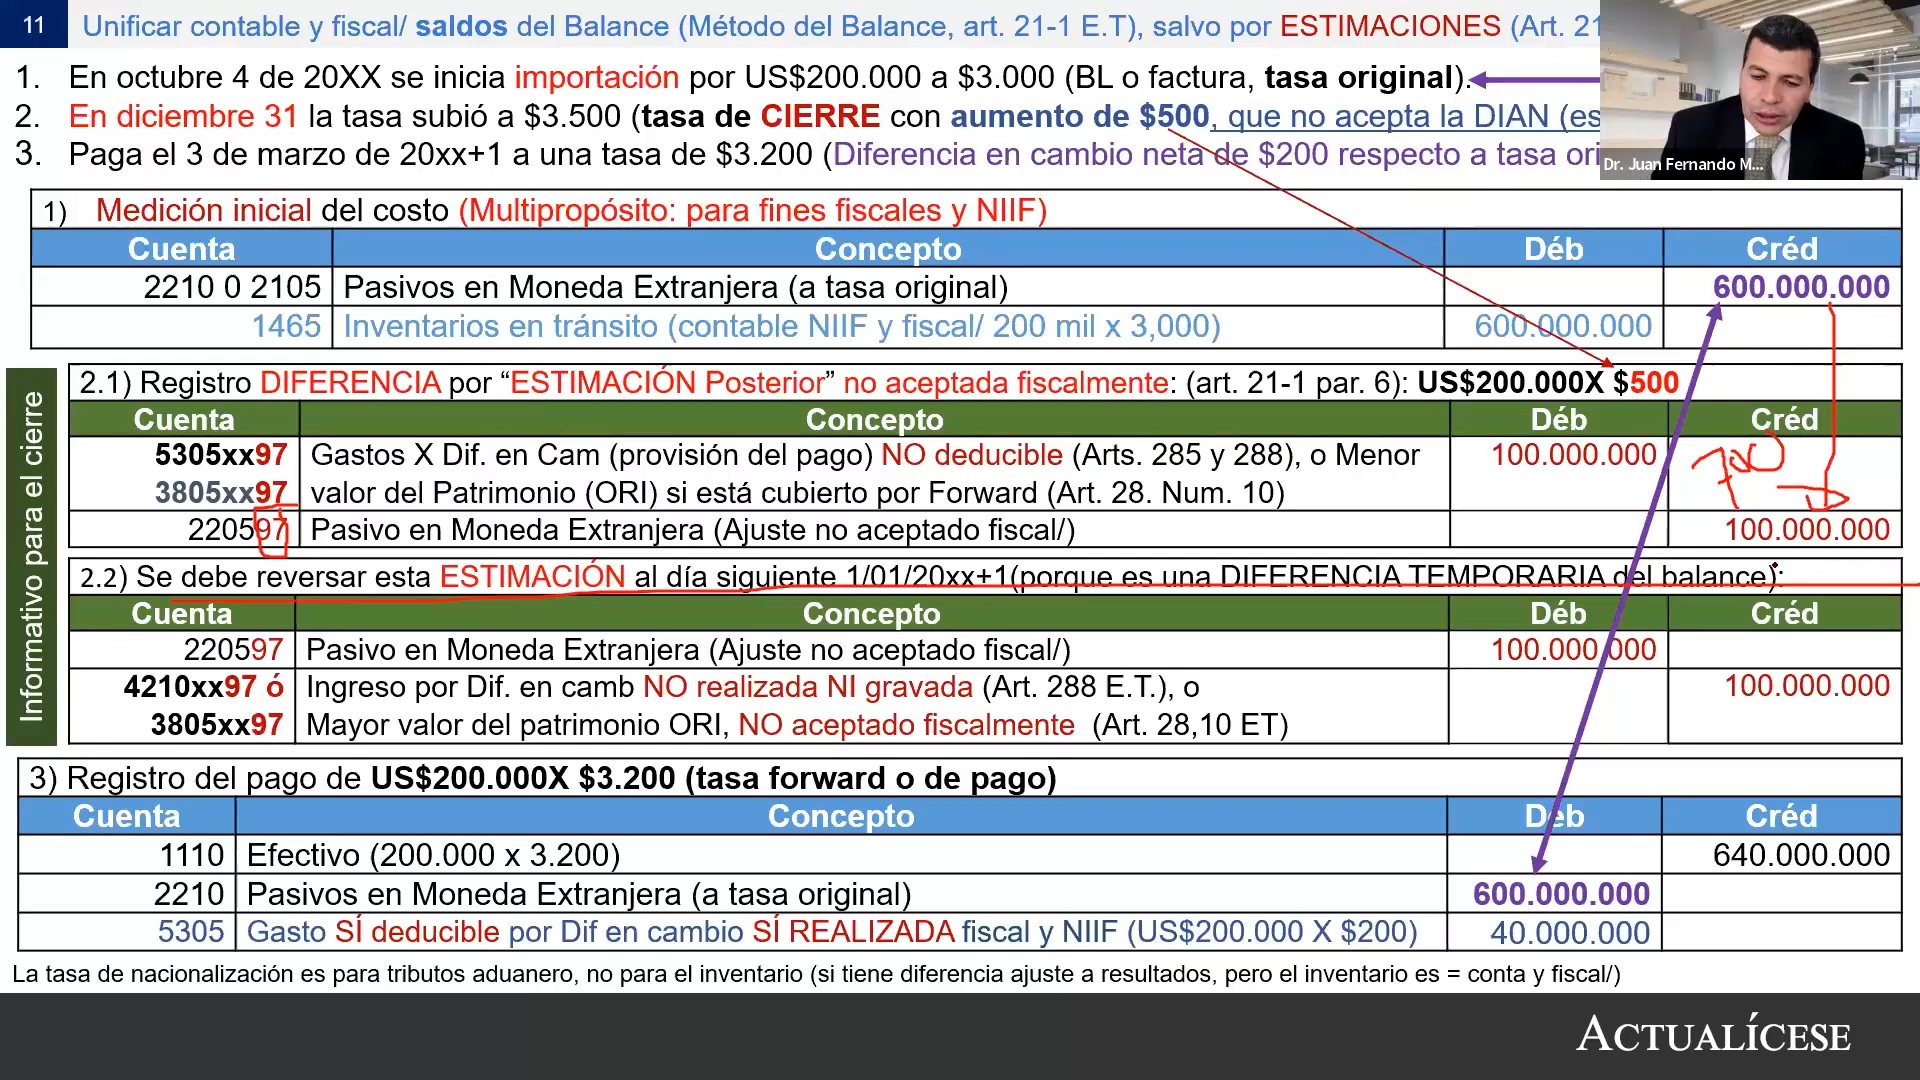 11 Unificar contable y fiscal/ saldos del Balance (Método del Balance, art. 21-1 E.T), salvo por ESTIMACIONES (Art. 21
1. En octubre 4 de 20XX se inicia importación por US$200.000 a $3.000 (BL o factura, tasa original).
2. En diciembre 31 la tasa subió a $3.500 (tasa de CIERRE con aumento de $500, que no acepta la DIAN (es
3. Paga el 3 de marzo de 20xx+1 a una tasa de $3.200 (Diferencia en cambio neta de $200 respecto a tasa ori
Dr. Juan Fernando M...
1) Medición inicial del costo (Multipropósito: para fines fiscales y NIIF)
Cuenta Concepto Déb Créd
2210 0 2105 Pasivos en Moneda Extranjera (a tasa original) 600.000.000
1465 Inventarios en tránsito (contable NIIF y fiscal/ 200 mil x 3,000) 600.000.000
Informativo para el cierre
2.1) Registro DIFERENCIA por “ESTIMACIÓN Posterior” no aceptada fiscalmente: (art. 21-1 par. 6): US$200.000X $500
Cuenta Concepto Déb Créd
5305xx97 Gastos X Dif. en Cam (provisión del pago) NO deducible (Arts. 285 y 288), o Menor 100.000.000
3805xx97 valor del Patrimonio (ORI) si está cubierto por Forward (Art. 28. Num. 10)
700
220597 Pasivo en Moneda Extranjera (Ajuste no aceptado fiscal/) 100.000.000
2.2) Se debe reversar esta ESTIMACIÓN al día siguiente 1/01/20xx+1(porque es una DIFERENCIA TEMPORARIA del balance):
Cuenta Concepto Déb Créd
220597 Pasivo en Moneda Extranjera (Ajuste no aceptado fiscal/) 100.000.000
4210xx97 ó Ingreso por Dif. en camb NO realizada NI gravada (Art. 288 E.T.), o 100.000.000
3805xx97 Mayor valor del patrimonio ORI, NO aceptado fiscalmente (Art. 28,10 ET)
3) Registro del pago de US$200.000X $3.200 (tasa forward o de pago)
Cuenta Concepto Déb Créd
1110 Efectivo (200.000 x 3.200) 640.000.000
2210 Pasivos en Moneda Extranjera (a tasa original) 600.000.000
5305 Gasto SÍ deducible por Dif en cambio SÍ REALIZADA fiscal y NIIF (US$200.000 X $200) 40.000.000
La tasa de nacionalización es para tributos aduanero, no para el inventario (si tiene diferencia ajuste a resultados, pero el inventario es = conta y fiscal/)
ACTUALÍCESE